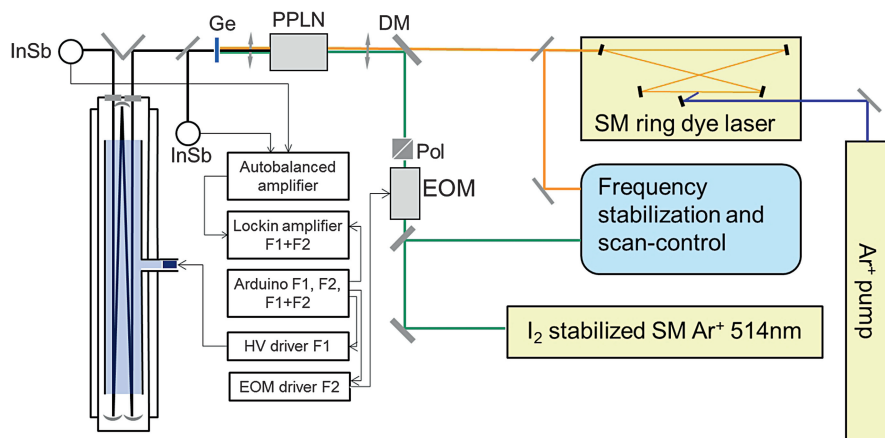 Ge
PPLN
DM
InSb
InSb
SM ring dye laser
Pol
EOM
Autobalanced
amplifier
Lockin amplifier
F1+F2
Arduino F1, F2,
F1+F2
HV driver F1
EOM driver F2
Frequency
stabilization and
scan-control
I₂ stabilized SM Ar⁺ 514nm
Ar⁺ pump